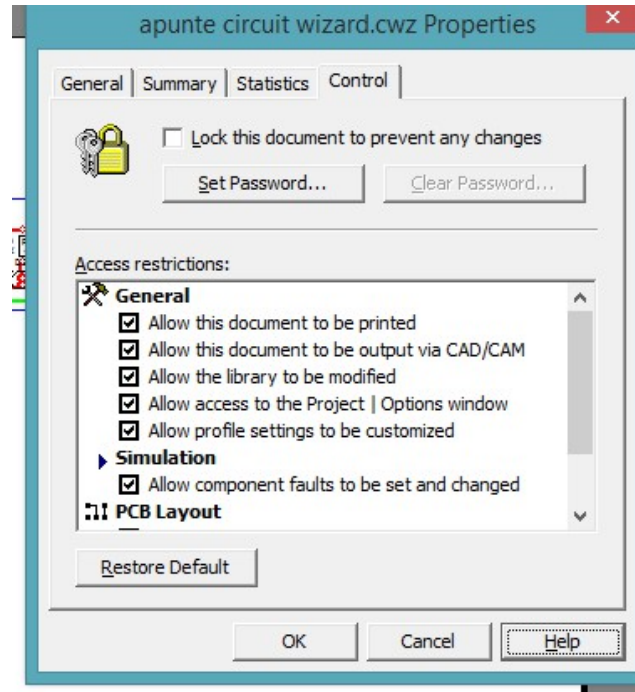 apunte circuit wizard.cwz Properties
General Summary Statistics Control
Lock this document to prevent any changes
Set Password... Clear Password...
Access restrictions:
General
Allow this document to be printed
Allow this document to be output via CAD/CAM
Allow the library to be modified
Allow access to the Project | Options window
Allow profile settings to be customized
Simulation
Allow component faults to be set and changed
PCB Layout
Restore Default
OK Cancel Help